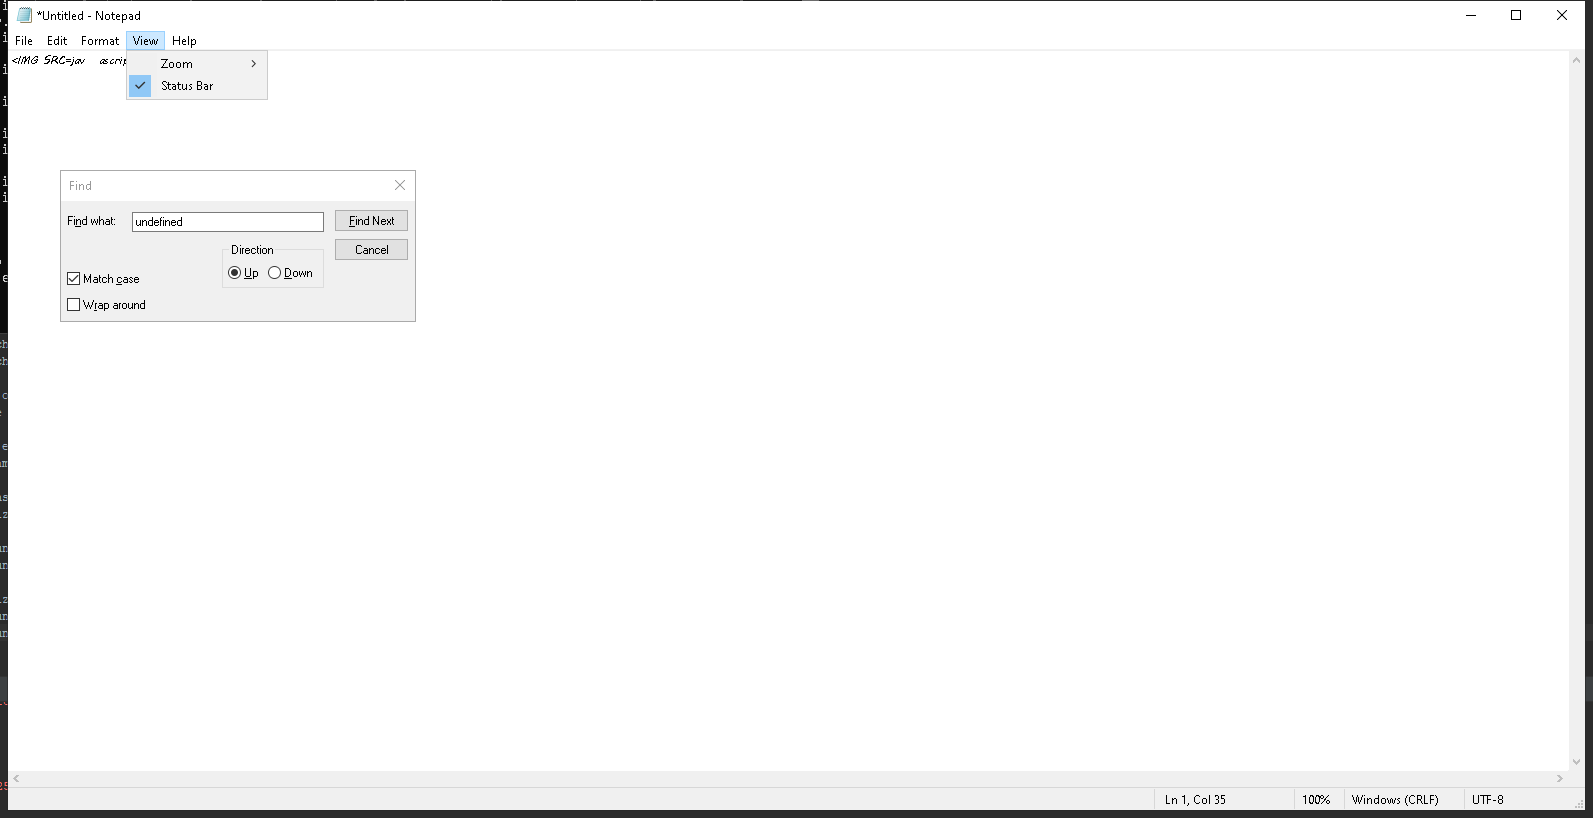 *Untitled - Notepad
File Edit Format View Help
<IMG SRC=jav ascrip
Zoom
Status Bar
Find
Find what: undefined Find Next
Direction Cancel
Up Down
Match case
Wrap around
Ln 1, Col 35 100% Windows (CRLF) UTF-8